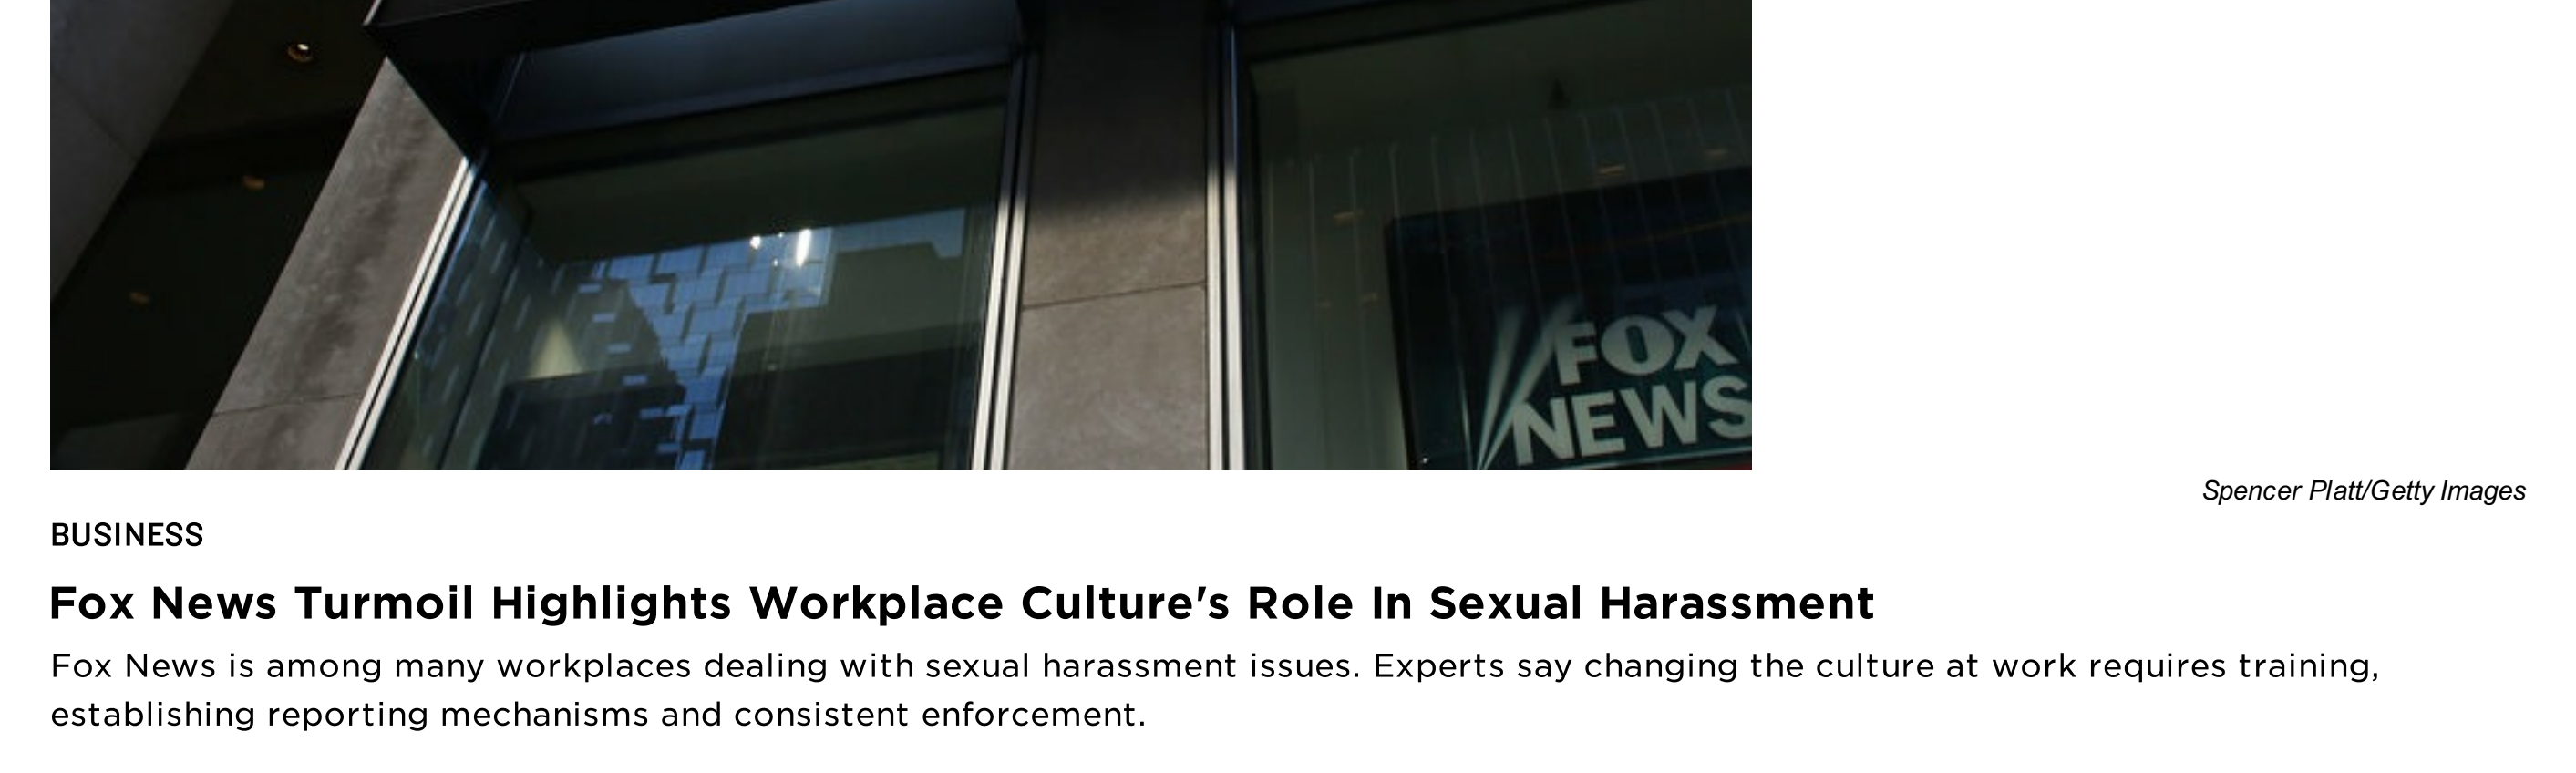 FOX
NEWS
Spencer Platt/Getty Images
BUSINESS
Fox News Turmoil Highlights Workplace Culture's Role In Sexual Harassment
Fox News is among many workplaces dealing with sexual harassment issues. Experts say changing the culture at work requires training,
establishing reporting mechanisms and consistent enforcement.